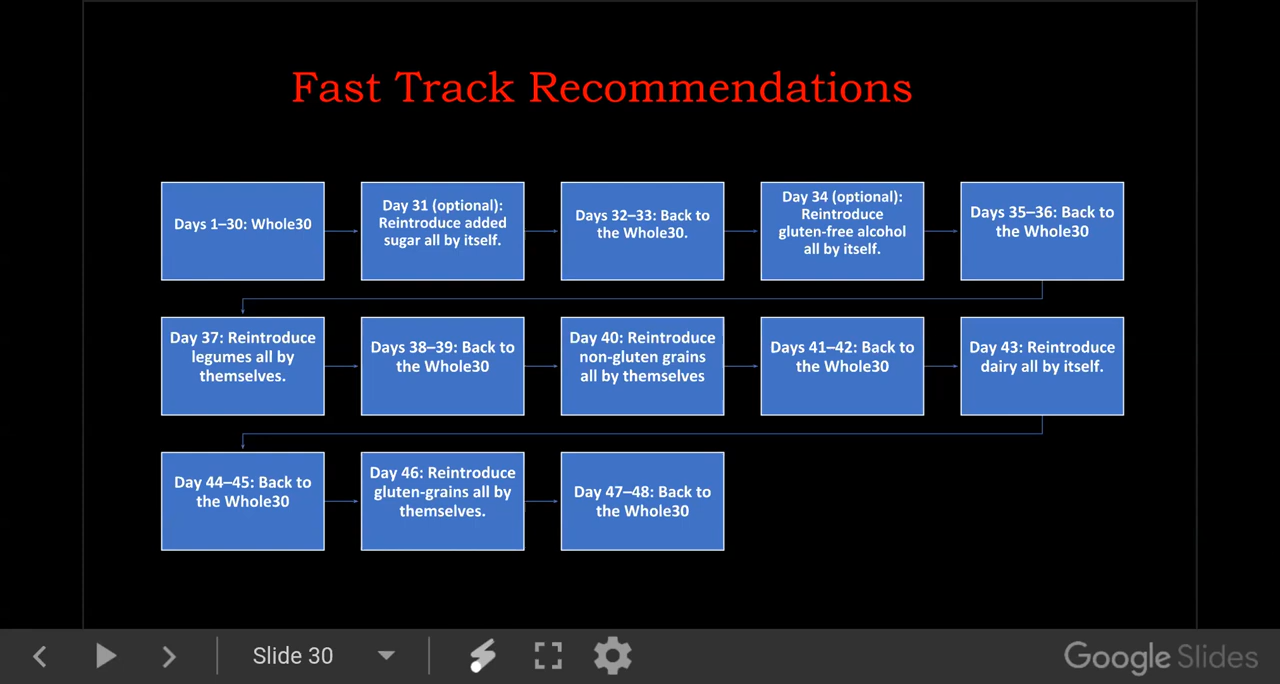 Fast Track Recommendations
Days 1–30: Whole30
Day 31 (optional):
Reintroduce added
sugar all by itself.
Days 32–33: Back to
the Whole30.
Day 34 (optional):
Reintroduce
gluten-free alcohol
all by itself.
Days 35–36: Back to
the Whole30
Day 37: Reintroduce
legumes all by
themselves.
Days 38–39: Back to
the Whole30
Day 40: Reintroduce
non-gluten grains
all by themselves
Days 41–42: Back to
the Whole30
Day 43: Reintroduce
dairy all by itself.
Day 44–45: Back to
the Whole30
Day 46: Reintroduce
gluten-grains all by
themselves.
Day 47–48: Back to
the Whole30
Slide 30
Google Slides